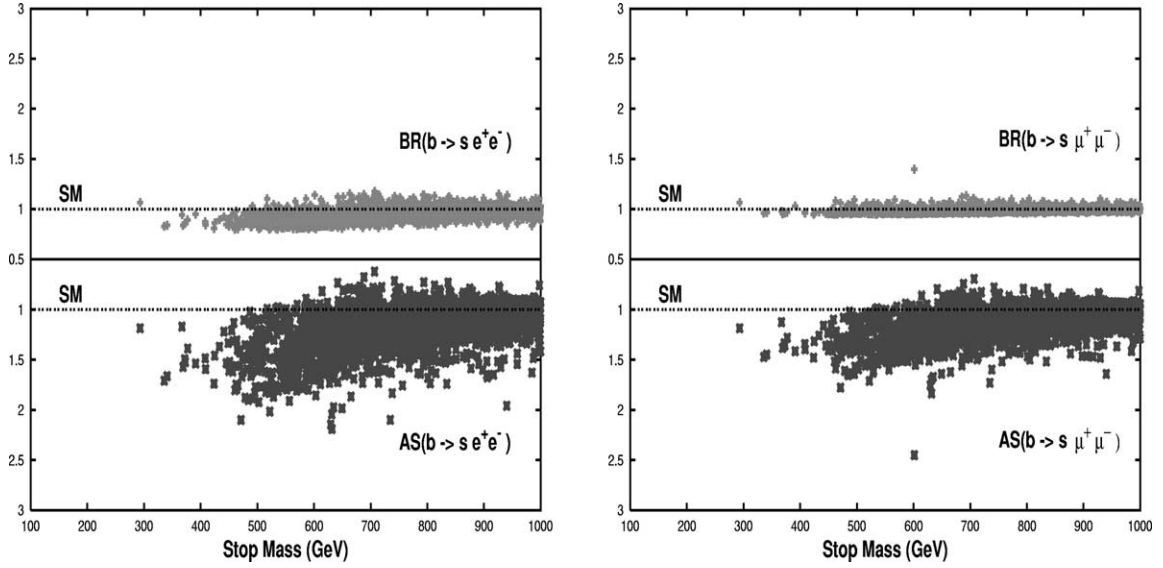 3
2.5
2
1.5
BR(b -> s e+e-)
SM
1
0.5
SM
1
1.5
2
AS(b -> s e+e-)
2.5
3
100 200 300 400 500 600 700 800 900 1000
Stop Mass (GeV)
3
2.5
2
BR(b -> s μ+ μ-)
1.5
SM
1
0.5
SM
1
1.5
2
AS(b -> s μ+ μ-)
2.5
3
100 200 300 400 500 600 700 800 900 1000
Stop Mass (GeV)